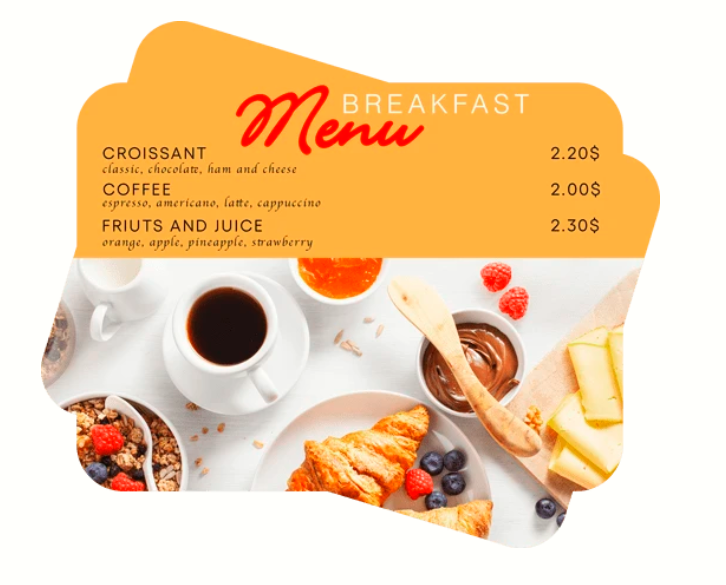 BREAKFAST
Menu
CROISSANT 2.20$
classic, chocolate, ham and cheese
COFFEE 2.00$
espresso, americano, latte, cappuccino
FRIUTS AND JUICE 2.30$
orange, apple, pineapple, strawberry